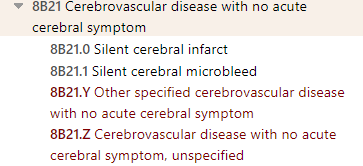 8B21 Cerebrovascular disease with no acute
cerebral symptom
8B21.0 Silent cerebral infarct
8B21.1 Silent cerebral microbleed
8B21.Y Other specified cerebrovascular disease
with no acute cerebral symptom
8B21.Z Cerebrovascular disease with no acute
cerebral symptom, unspecified